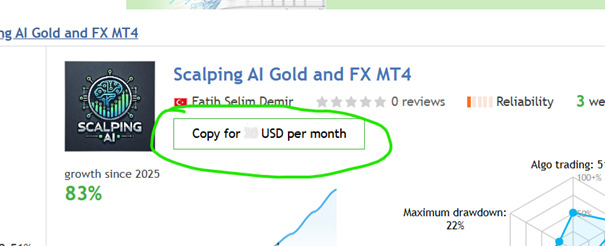 ng AI Gold and FX MT4
Scalping AI Gold and FX MT4
Fatih Selim Demir 0 reviews Reliability 3 we
SCALPING
AI
Copy for USD per month
growth since 2025
83%
Algo trading: 5
100+%
Maximum drawdown:
22%
50%